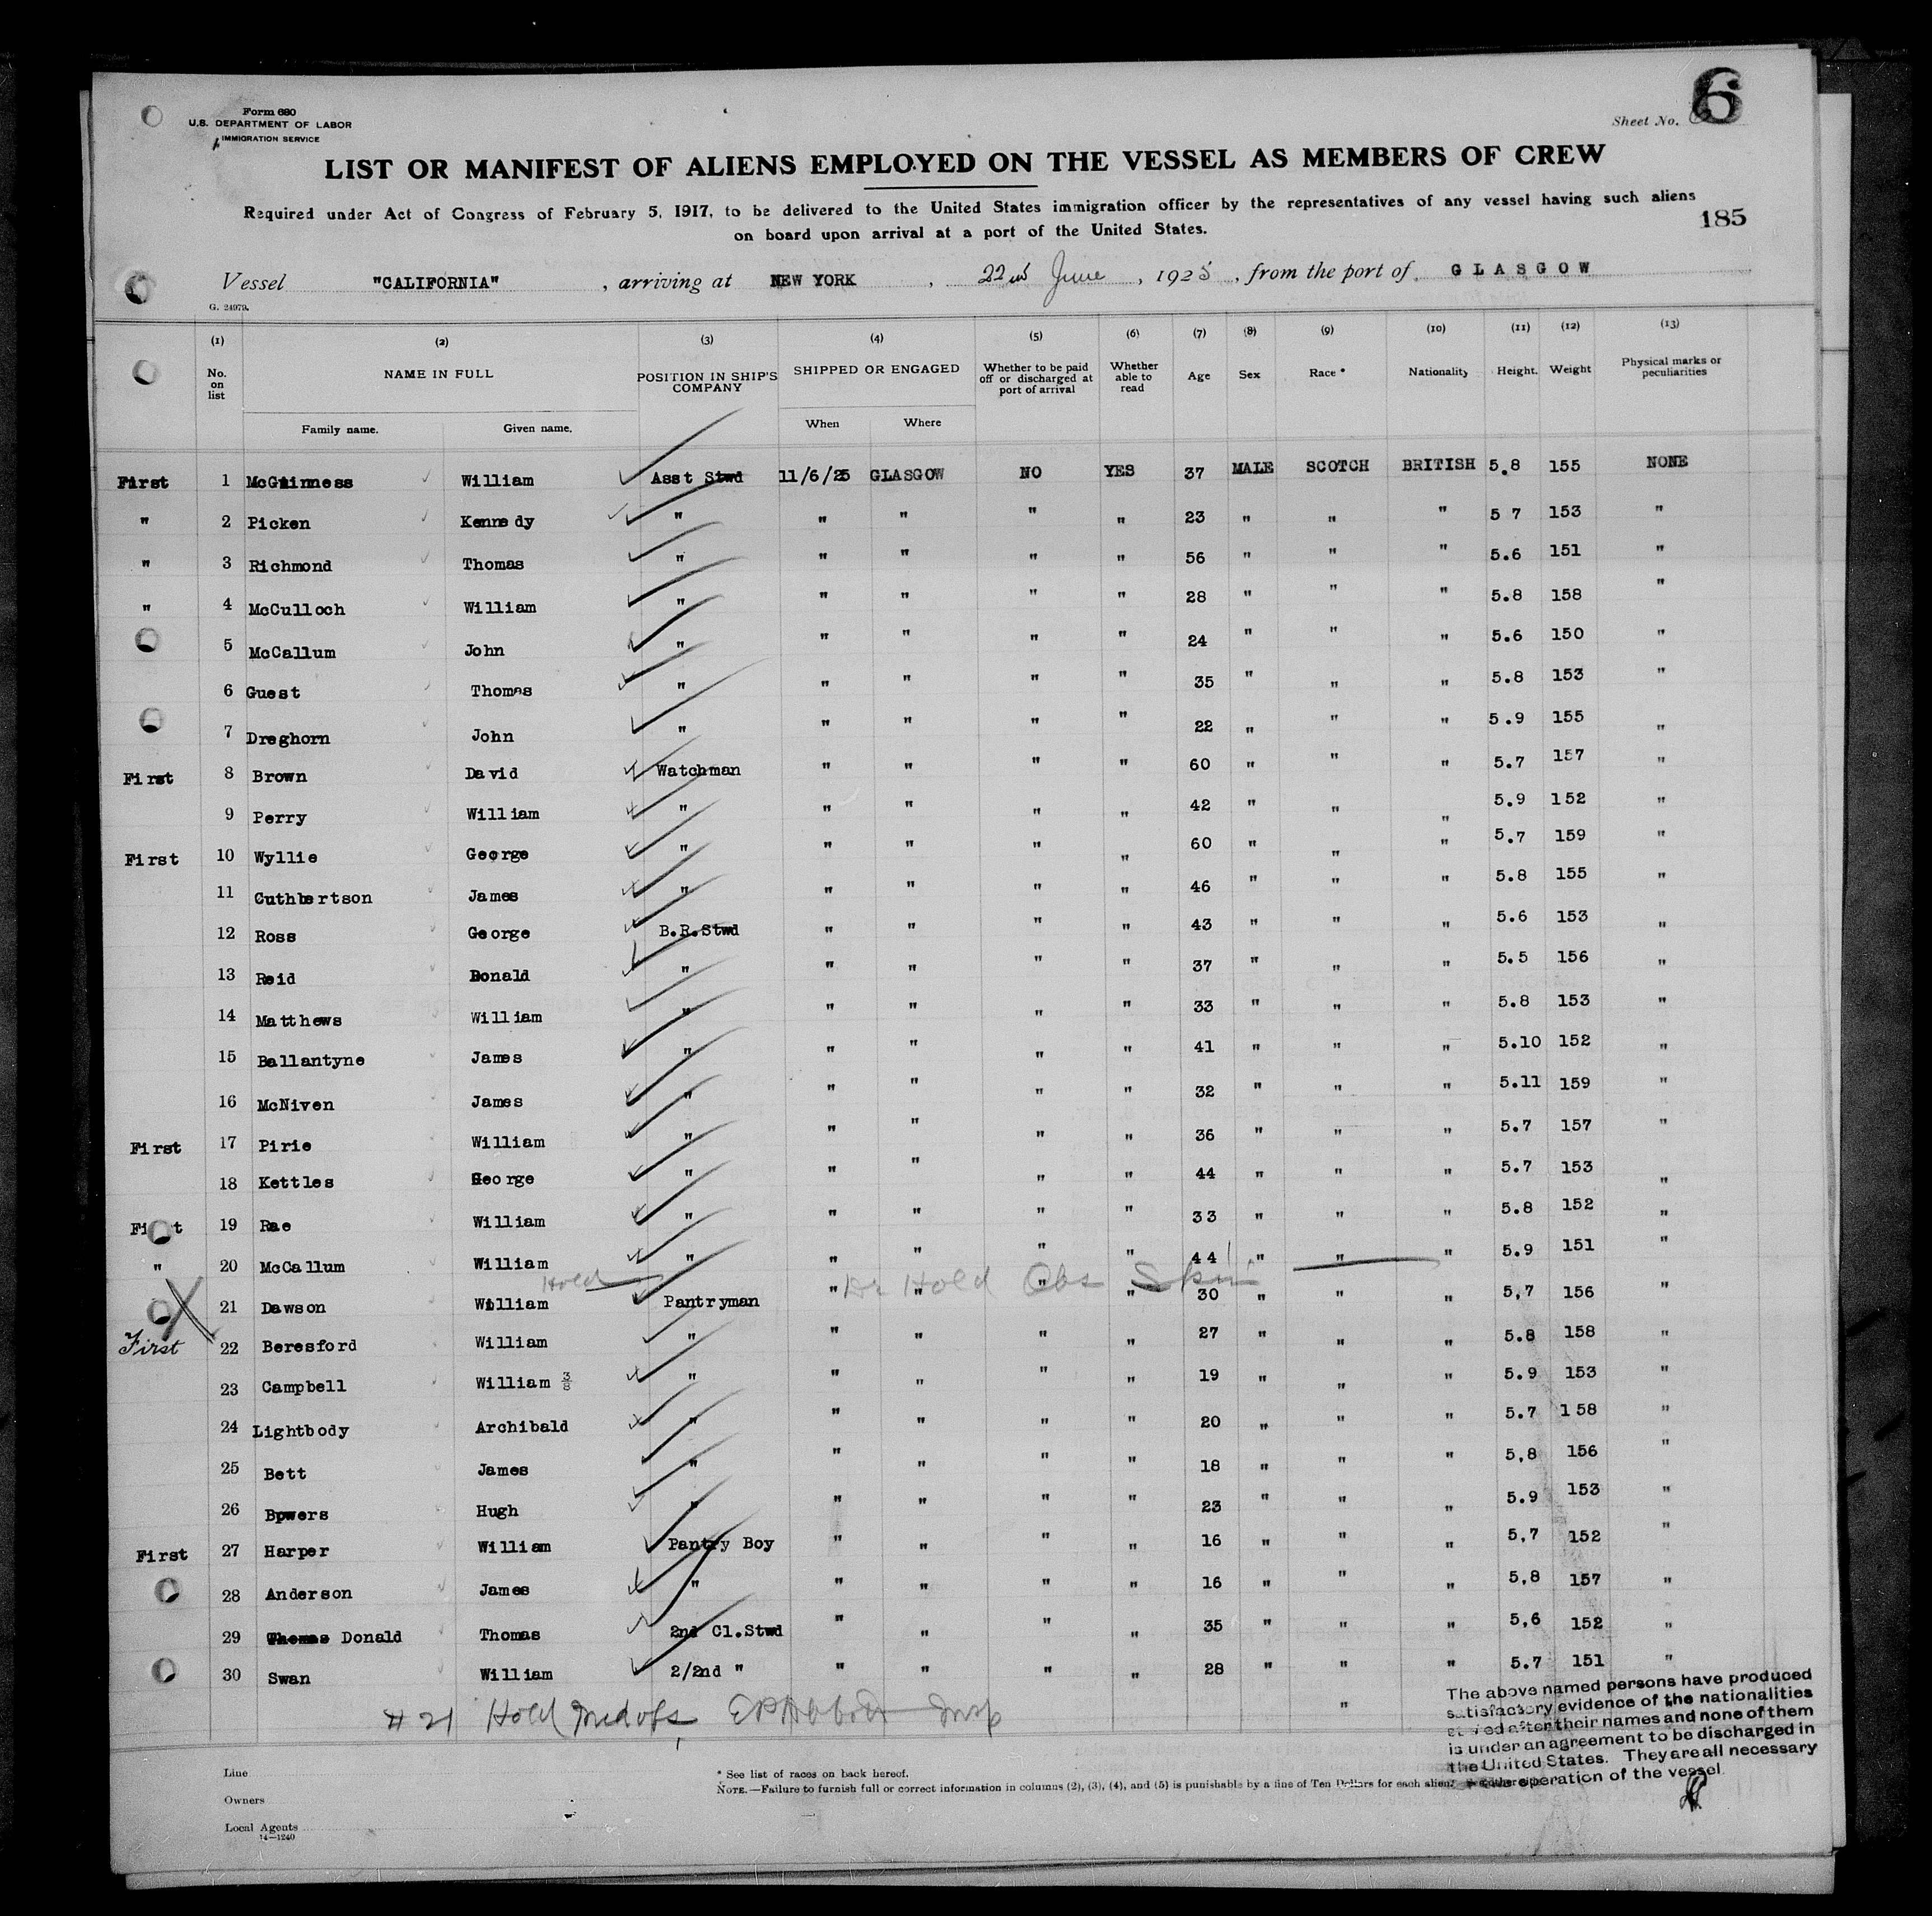 Form 680
U.S. DEPARTMENT OF LABOR
IMMIGRATION SERVICE
Sheet No. 6
LIST OR MANIFEST OF ALIENS EMPLOYED ON THE VESSEL AS MEMBERS OF CREW
Required under Act of Congress of February 5, 1917, to be delivered to the United States immigration officer by the representatives of any vessel having such aliens
on board upon arrival at a port of the United States.
185
Vessel "CALIFORNIA" , arriving at NEW YORK , 22nd June , 1925 , from the port of GLASGOW
G. 24979.
(1) (2) (3) (4) (5) (6) (7) (8) (9) (10) (11) (12) (13)
No. on list NAME IN FULL POSITION IN SHIP'S COMPANY SHIPPED OR ENGAGED Whether to be paid off or discharged at port of arrival Whether able to read Age Sex Race * Nationality Height. Weight Physical marks or peculiarities
Family name. Given name. When Where
First 1 McGuinness William Asst Stwd 11/6/25 GLASGOW NO YES 37 MALE SCOTCH BRITISH 5.8 155 NONE
" 2 Picken Kennedy " " " " " 23 " " " 5 7 153 "
" 3 Richmond Thomas " " " " " 56 " " " 5.6 151 "
" 4 McCulloch William " " " " " 28 " " " 5.8 158 "
5 McCallum John " " " " " 24 " " " 5.6 150 "
6 Guest Thomas " " " " " 35 " " " 5.8 153 "
7 Dreghorn John " " " " " 22 " " " 5.9 155 "
First 8 Brown David Watchman " " " " 60 " " " 5.7 157 "
9 Perry William " " " " " 42 " " " 5.9 152 "
First 10 Wyllie George " " " " " 60 " " " 5.7 159 "
11 Cuthbertson James " " " " " 46 " " " 5.8 155 "
12 Ross George B.R.Stwd " " " " 43 " " " 5.6 153 "
13 Reid Donald " " " " " 37 " " " 5.5 156 "
14 Matthews William " " " " " 33 " " " 5.8 153 "
15 Ballantyne James " " " " " 41 " " " 5.10 152 "
16 McNiven James " " " " " 32 " " " 5.11 159 "
First 17 Pirie William " " " " " 36 " " " 5.7 157 "
18 Kettles George " " " " " 44 " " " 5.7 153 "
First 19 Rae William " " " " " 33 " " " 5.8 152 "
" 20 McCallum William " " " " " 44 " " " 5.9 151 "
Hold Dr Hold Obs Skin
21 Dawson William Pantryman " " " " 30 " " " 5,7 156 "
First 22 Beresford William " " " " " 27 " " " 5.8 158 "
23 Campbell William 3/8 " " " " " 19 " " " 5.9 153 "
24 Lightbody Archibald " " " " " 20 " " " 5.7 158 "
25 Bett James " " " " " 18 " " " 5,8 156 "
26 Bowers Hugh " " " " " 23 " " " 5.9 153 "
First 27 Harper William Pantry Boy " " " " 16 " " " 5,7 152 "
28 Anderson James " " " " " 16 " " " 5,8 157 "
29 Thomas Donald Thomas 2nd Cl.Stwd " " " " 35 " " " 5,6 152 "
30 Swan William 2/2nd " " " " " 28 " " " 5.7 151 "
"
# 21 Hold Med obs Insp
The above named persons have produced
satisfactory evidence of the nationalities
stated after their names and none of them
is under an agreement to be discharged in
the United States. They are all necessary
operation of the vessel.
Line
Owners
Local Agents
14—1240
* See list of races on back hereof.
NOTE.—Failure to furnish full or correct information in columns (2), (3), (4), and (5) is punishable by a fine of Ten Dollars for each alien.